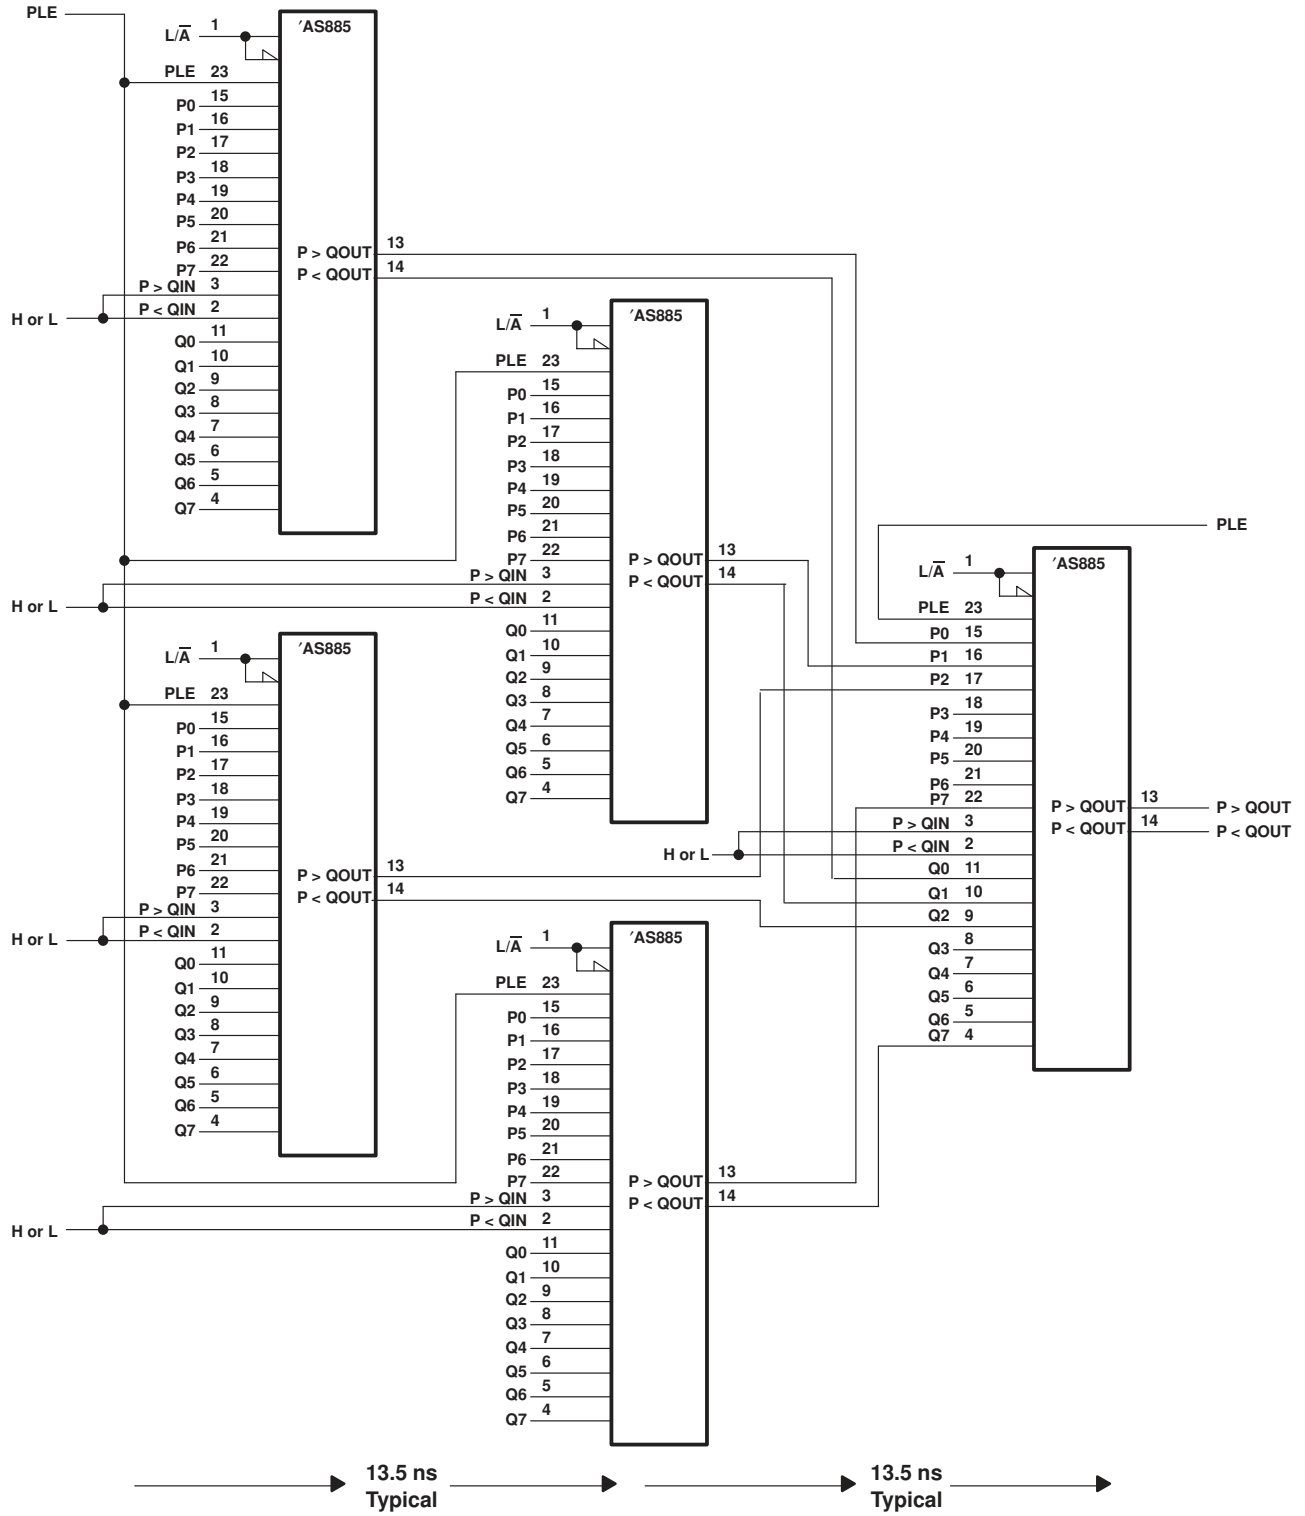 PLE
L/A̅ 1
′AS885
PLE 23
P0 15
P1 16
P2 17
P3 18
P4 19
P5 20
P6 21
P7 22
P > QIN 3
P < QIN 2
H or L
Q0 11
Q1 10
Q2 9
Q3 8
Q4 7
Q5 6
Q6 5
Q7 4
P > QOUT 13
P < QOUT 14
L/A̅ 1
′AS885
PLE 23
P0 15
P1 16
P2 17
P3 18
P4 19
P5 20
P6 21
P7 22
P > QIN 3
P < QIN 2
H or L
Q0 11
Q1 10
Q2 9
Q3 8
Q4 7
Q5 6
Q6 5
Q7 4
P > QOUT 13
P < QOUT 14
L/A̅ 1
′AS885
PLE 23
P0 15
P1 16
P2 17
P3 18
P4 19
P5 20
P6 21
P7 22
P > QIN 3
P < QIN 2
H or L
Q0 11
Q1 10
Q2 9
Q3 8
Q4 7
Q5 6
Q6 5
Q7 4
P > QOUT 13
P < QOUT 14
L/A̅ 1
′AS885
PLE 23
P0 15
P1 16
P2 17
P3 18
P4 19
P5 20
P6 21
P7 22
P > QIN 3
P < QIN 2
H or L
Q0 11
Q1 10
Q2 9
Q3 8
Q4 7
Q5 6
Q6 5
Q7 4
P > QOUT 13
P < QOUT 14
PLE
L/A̅ 1
′AS885
PLE 23
P0 15
P1 16
P2 17
P3 18
P4 19
P5 20
P6 21
P7 22
P > QIN 3
P < QIN 2
H or L
Q0 11
Q1 10
Q2 9
Q3 8
Q4 7
Q5 6
Q6 5
Q7 4
P > QOUT 13 P > QOUT
P < QOUT 14 P < QOUT
13.5 ns
Typical
13.5 ns
Typical